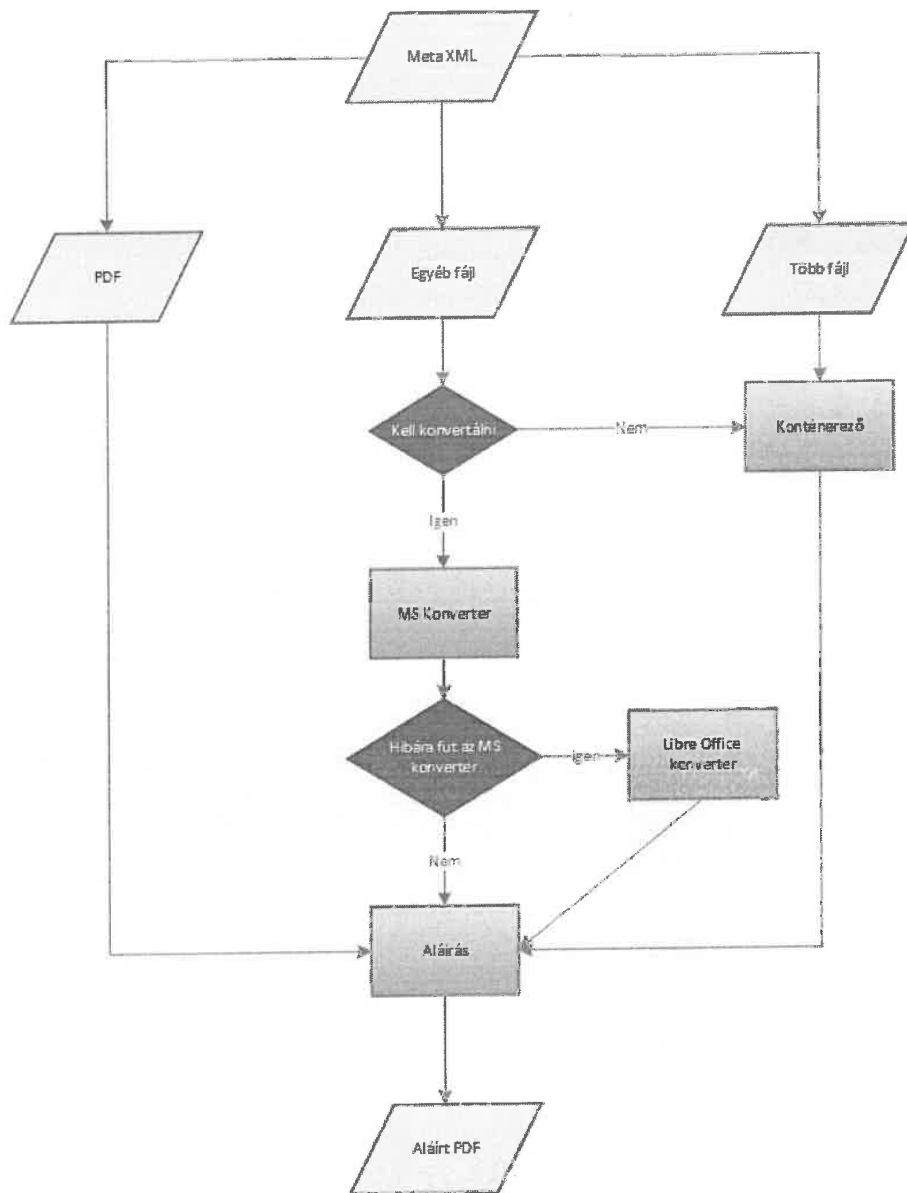 Meta XML
PDF
Egyéb fájl
Több fájl
Kell konvertálni
Nem
Konténerező
Igen
MS Konverter
Hibára fut az MS
konverter
Igen
Libre Office
konverter
Nem
Aláírás
Aláírt PDF